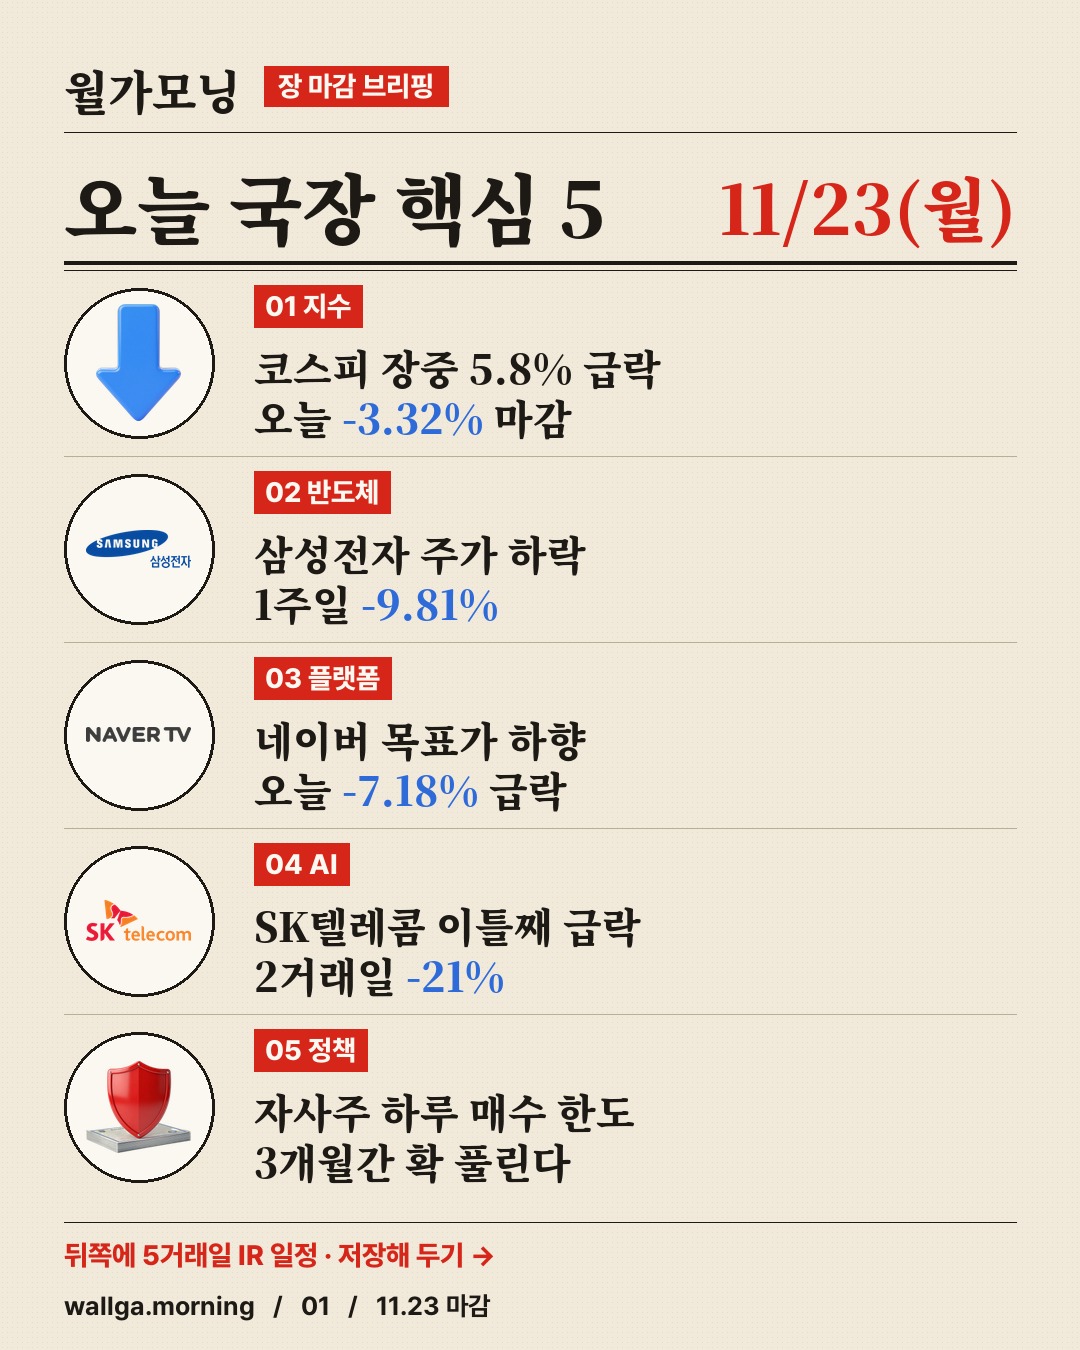 월가모닝 장 마감 브리핑
오늘 국장 핵심 5 11/23(월)
01 지수
코스피 장중 5.8% 급락
오늘 -3.32% 마감
SAMSUNG
삼성전자
02 반도체
삼성전자 주가 하락
1주일 -9.81%
NAVER TV
03 플랫폼
네이버 목표가 하향
오늘 -7.18% 급락
SK telecom
04 AI
SK텔레콤 이틀째 급락
2거래일 -21%
05 정책
자사주 하루 매수 한도
3개월간 확 풀린다
뒤쪽에 5거래일 IR 일정 · 저장해 두기 →
wallga.morning / 01 / 11.23 마감